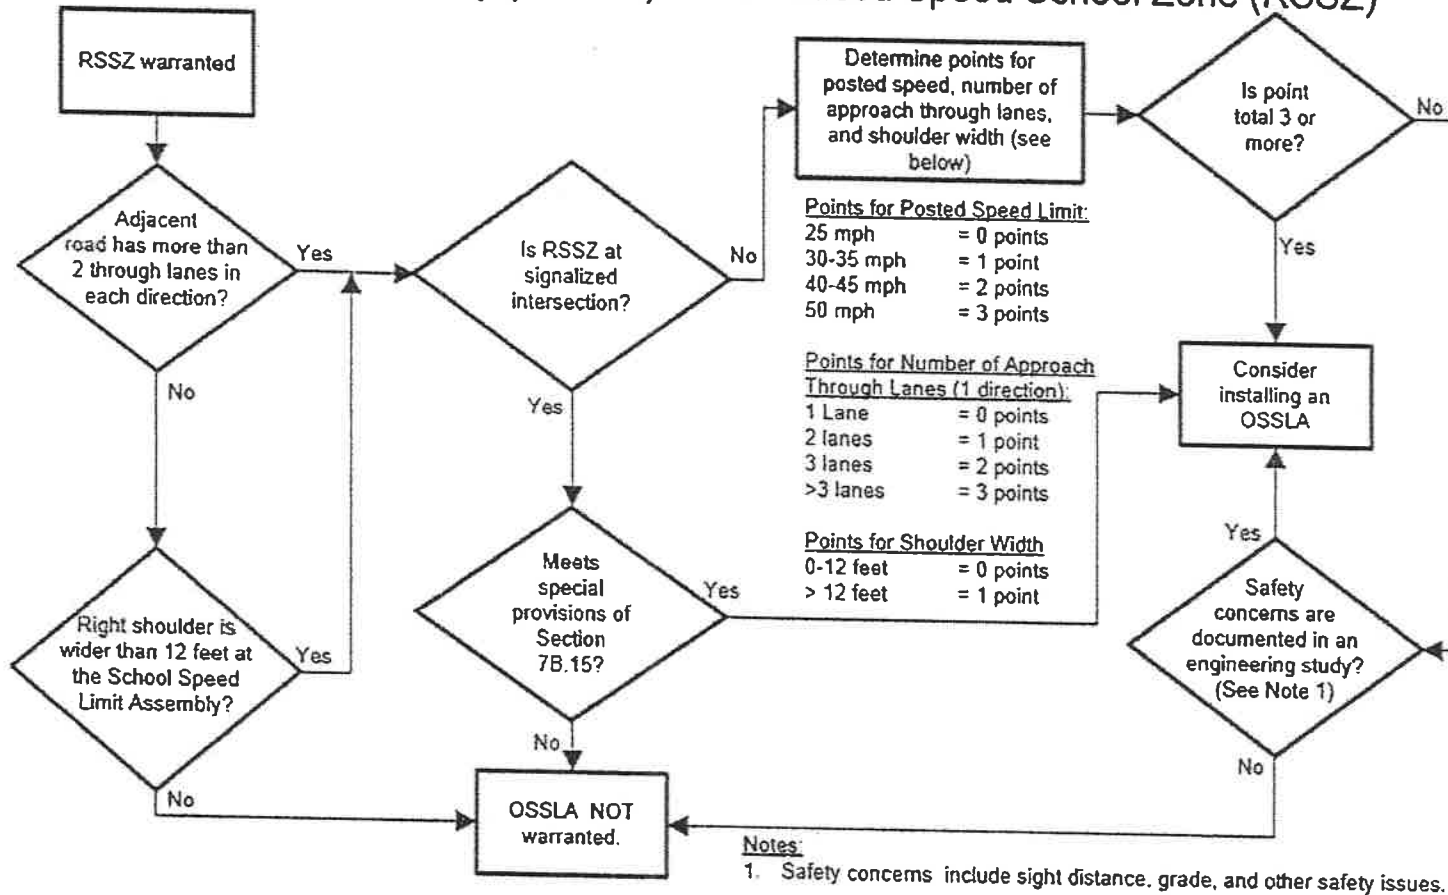 Speed School Zone (RSSZ)
RSSZ warranted
Adjacent
road has more than
2 through lanes in
each direction?
Yes
No
Right shoulder is
wider than 12 feet at
the School Speed
Limit Assembly?
Yes
No
Is RSSZ at
signalized
intersection?
No
Yes
Meets
special
provisions of
Section
7B.15?
Yes
No
OSSLA NOT
warranted.
Determine points for
posted speed, number of
approach through lanes,
and shoulder width (see
below)
Points for Posted Speed Limit:
25 mph = 0 points
30-35 mph = 1 point
40-45 mph = 2 points
50 mph = 3 points
Points for Number of Approach
Through Lanes (1 direction):
1 Lane = 0 points
2 lanes = 1 point
3 lanes = 2 points
>3 lanes = 3 points
Points for Shoulder Width
0-12 feet = 0 points
> 12 feet = 1 point
Is point
total 3 or
more?
No
Yes
Consider
installing an
OSSLA
Yes
Safety
concerns are
documented in an
engineering study?
(See Note 1)
No
Notes:
1. Safety concerns include sight distance, grade, and other safety issues.